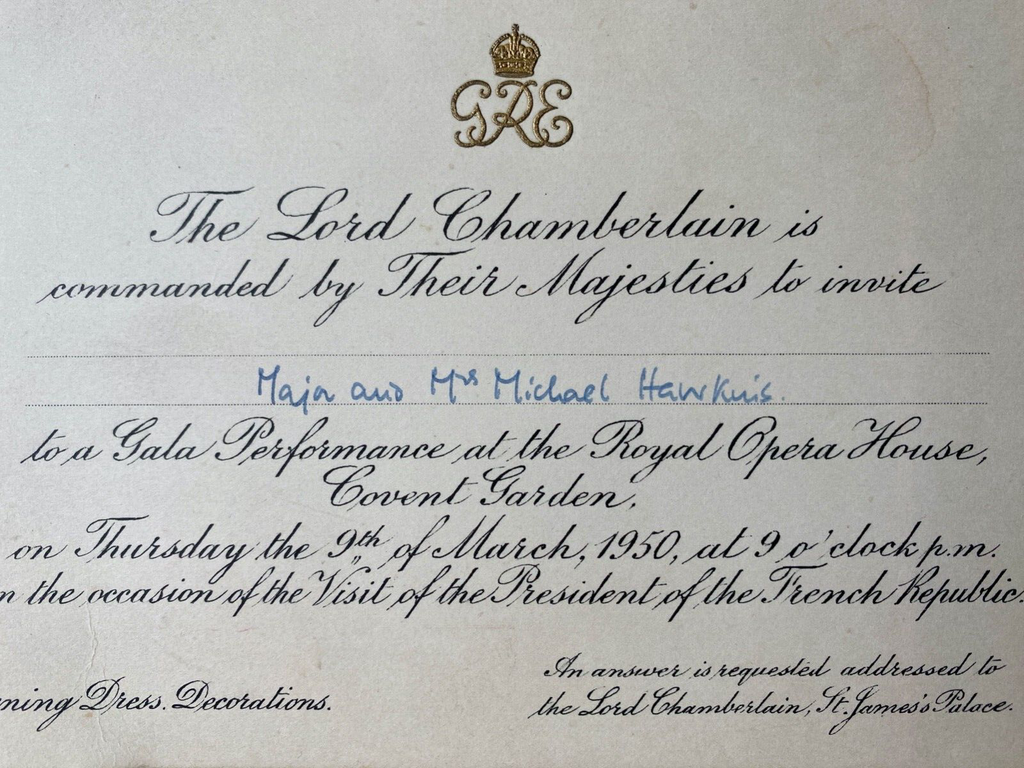 GRE
The Lord Chamberlain is
commanded by Their Majesties to invite
Major and Mrs Michael Hawkins.
to a Gala Performance at the Royal Opera House,
Covent Garden,
on Thursday the 9th of March, 1950, at 9 o'clock p.m.
n the occasion of the Visit of the President of the French Republic.
ning Dress. Decorations.
An answer is requested addressed to
the Lord Chamberlain, St. James's Palace.